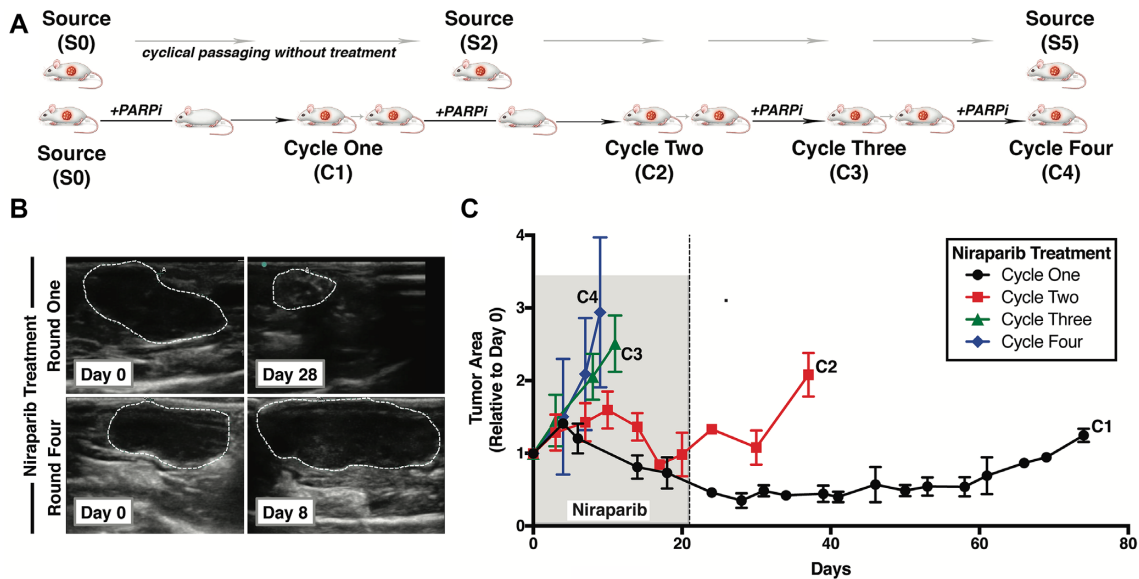 A
Source
(S0)
cyclical passaging without treatment
Source
(S2)
Source
(S5)
+PARPi
+PARPi
+PARPi
+PARPi
Source
(S0)
Cycle One
(C1)
Cycle Two
(C2)
Cycle Three
(C3)
Cycle Four
(C4)
B
Niraparib Treatment
Round One
Round Four
A
Day 0
A
Day 28
Day 0
Day 8
C
Tumor Area
(Relative to Day 0)
4
3
2
1
0
0
20
40
60
80
Days
C4
C3
C2
C1
Niraparib
Niraparib Treatment
Cycle One
Cycle Two
Cycle Three
Cycle Four